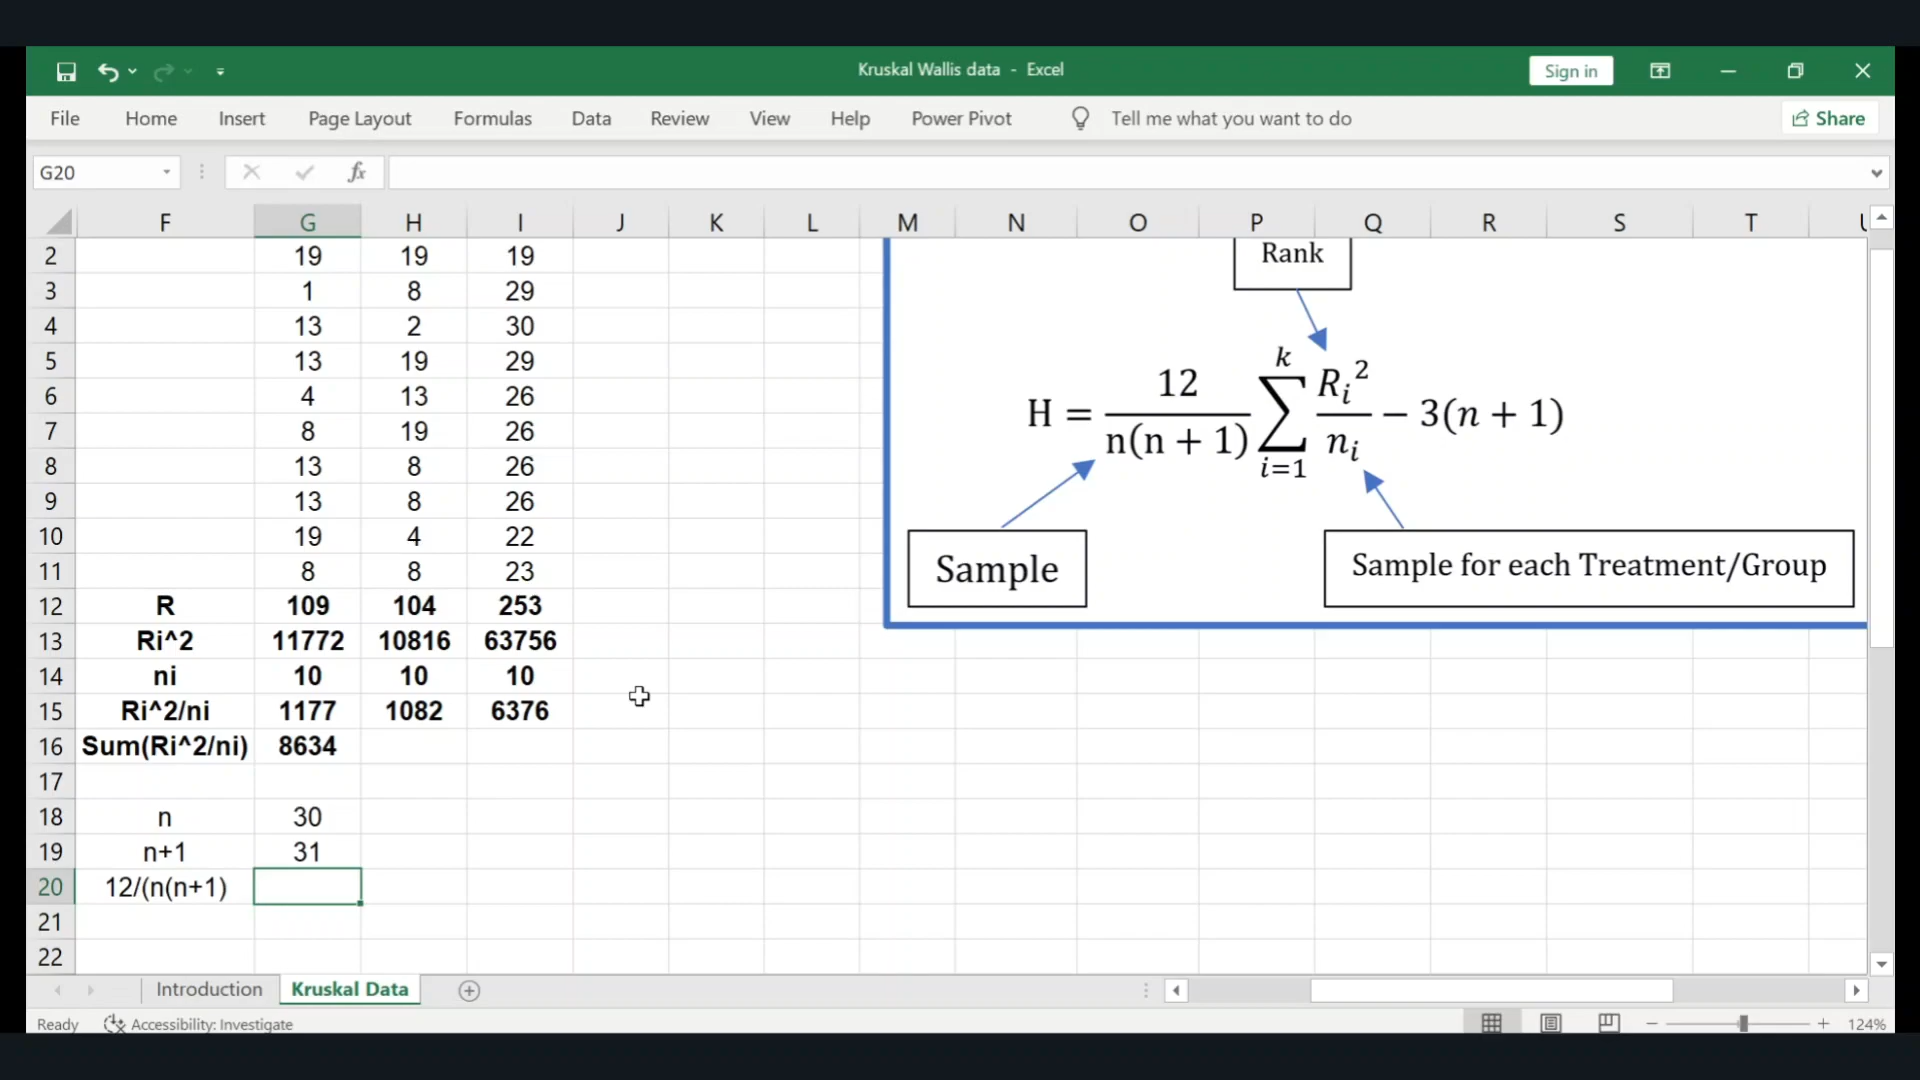 Kruskal Wallis data - Excel
Sign in
File Home Insert Page Layout Formulas Data Review View Help Power Pivot Tell me what you want to do Share
G20 fx
F G H I J K L M N O P Q R S T
2 19 19 19
3 1 8 29
4 13 2 30
5 13 19 29
6 4 13 26
7 8 19 26
8 13 8 26
9 13 8 26
10 19 4 22
11 8 8 23
12 R 109 104 253
13 Ri^2 11772 10816 63756
14 ni 10 10 10
15 Ri^2/ni 1177 1082 6376
16 Sum(Ri^2/ni) 8634
17
18 n 30
19 n+1 31
20 12/(n(n+1)
21
22
Rank
H = 12/n(n + 1) ∑ k i=1 Rᵢ²/nᵢ − 3(n + 1)
Sample
Sample for each Treatment/Group
Introduction Kruskal Data
Ready Accessibility: Investigate 124%